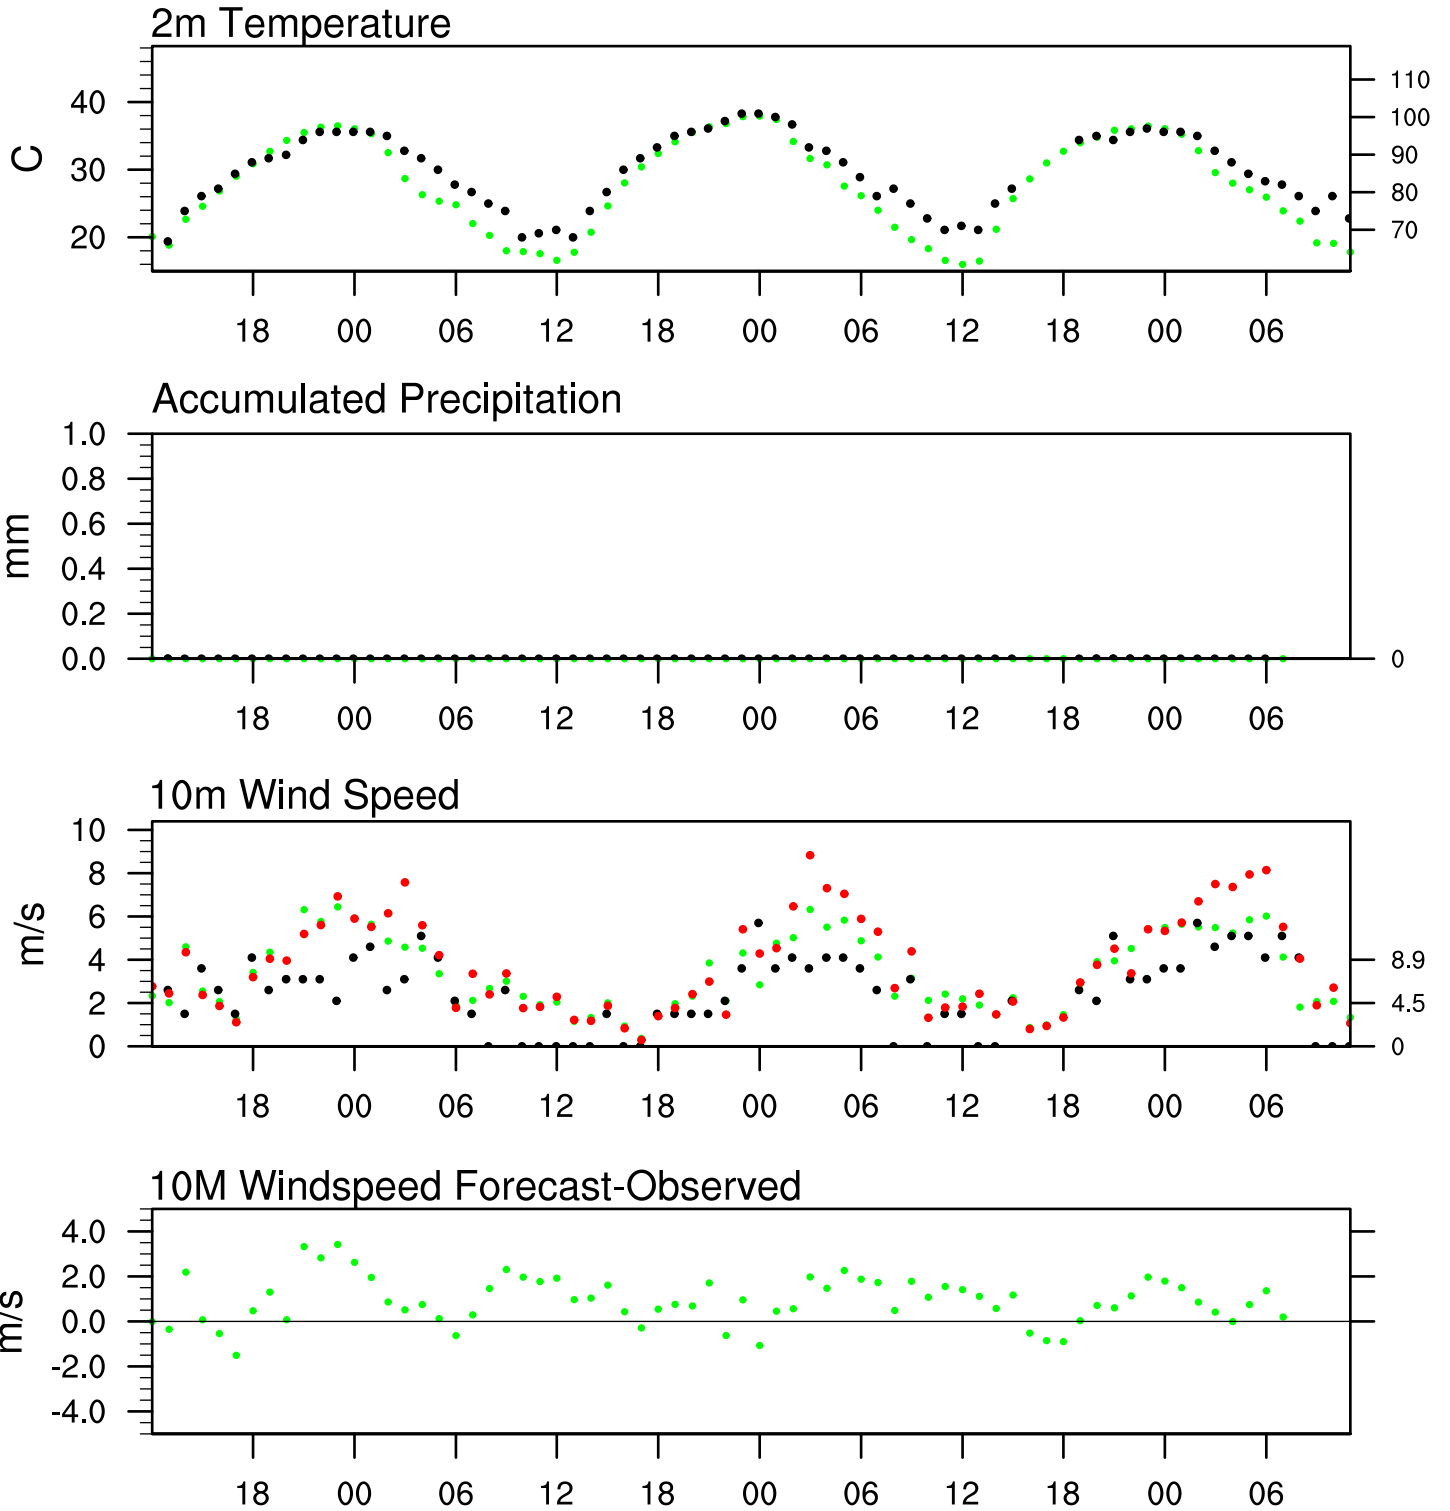 2m Temperature
110
40
100
C
30
90
80
20
70
18 00 06 12 18 00 06 12 18 00 06
Accumulated Precipitation
1.0
0.8
0.6
mm
0.4
0.2
0.0 0
18 00 06 12 18 00 06 12 18 00 06
10m Wind Speed
10
8
6
m/s
4 8.9
2 4.5
0 0
18 00 06 12 18 00 06 12 18 00 06
10M Windspeed Forecast-Observed
4.0
2.0
m/s
0.0
-2.0
-4.0
18 00 06 12 18 00 06 12 18 00 06